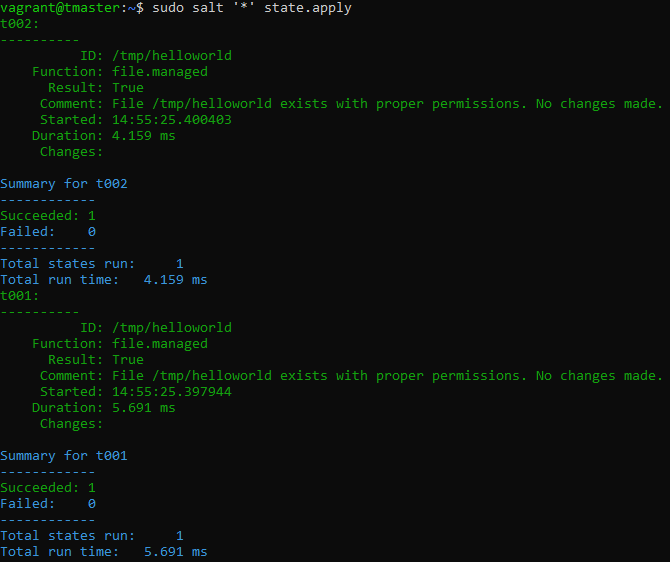 vagrant@tmaster:~$ sudo salt '*' state.apply
t002:
----------
          ID: /tmp/helloworld
    Function: file.managed
      Result: True
     Comment: File /tmp/helloworld exists with proper permissions. No changes made.
     Started: 14:55:25.400403
    Duration: 4.159 ms
     Changes:

Summary for t002
------------
Succeeded: 1
Failed:    0
------------
Total states run:     1
Total run time:   4.159 ms
t001:
----------
          ID: /tmp/helloworld
    Function: file.managed
      Result: True
     Comment: File /tmp/helloworld exists with proper permissions. No changes made.
     Started: 14:55:25.397944
    Duration: 5.691 ms
     Changes:

Summary for t001
------------
Succeeded: 1
Failed:    0
------------
Total states run:     1
Total run time:   5.691 ms